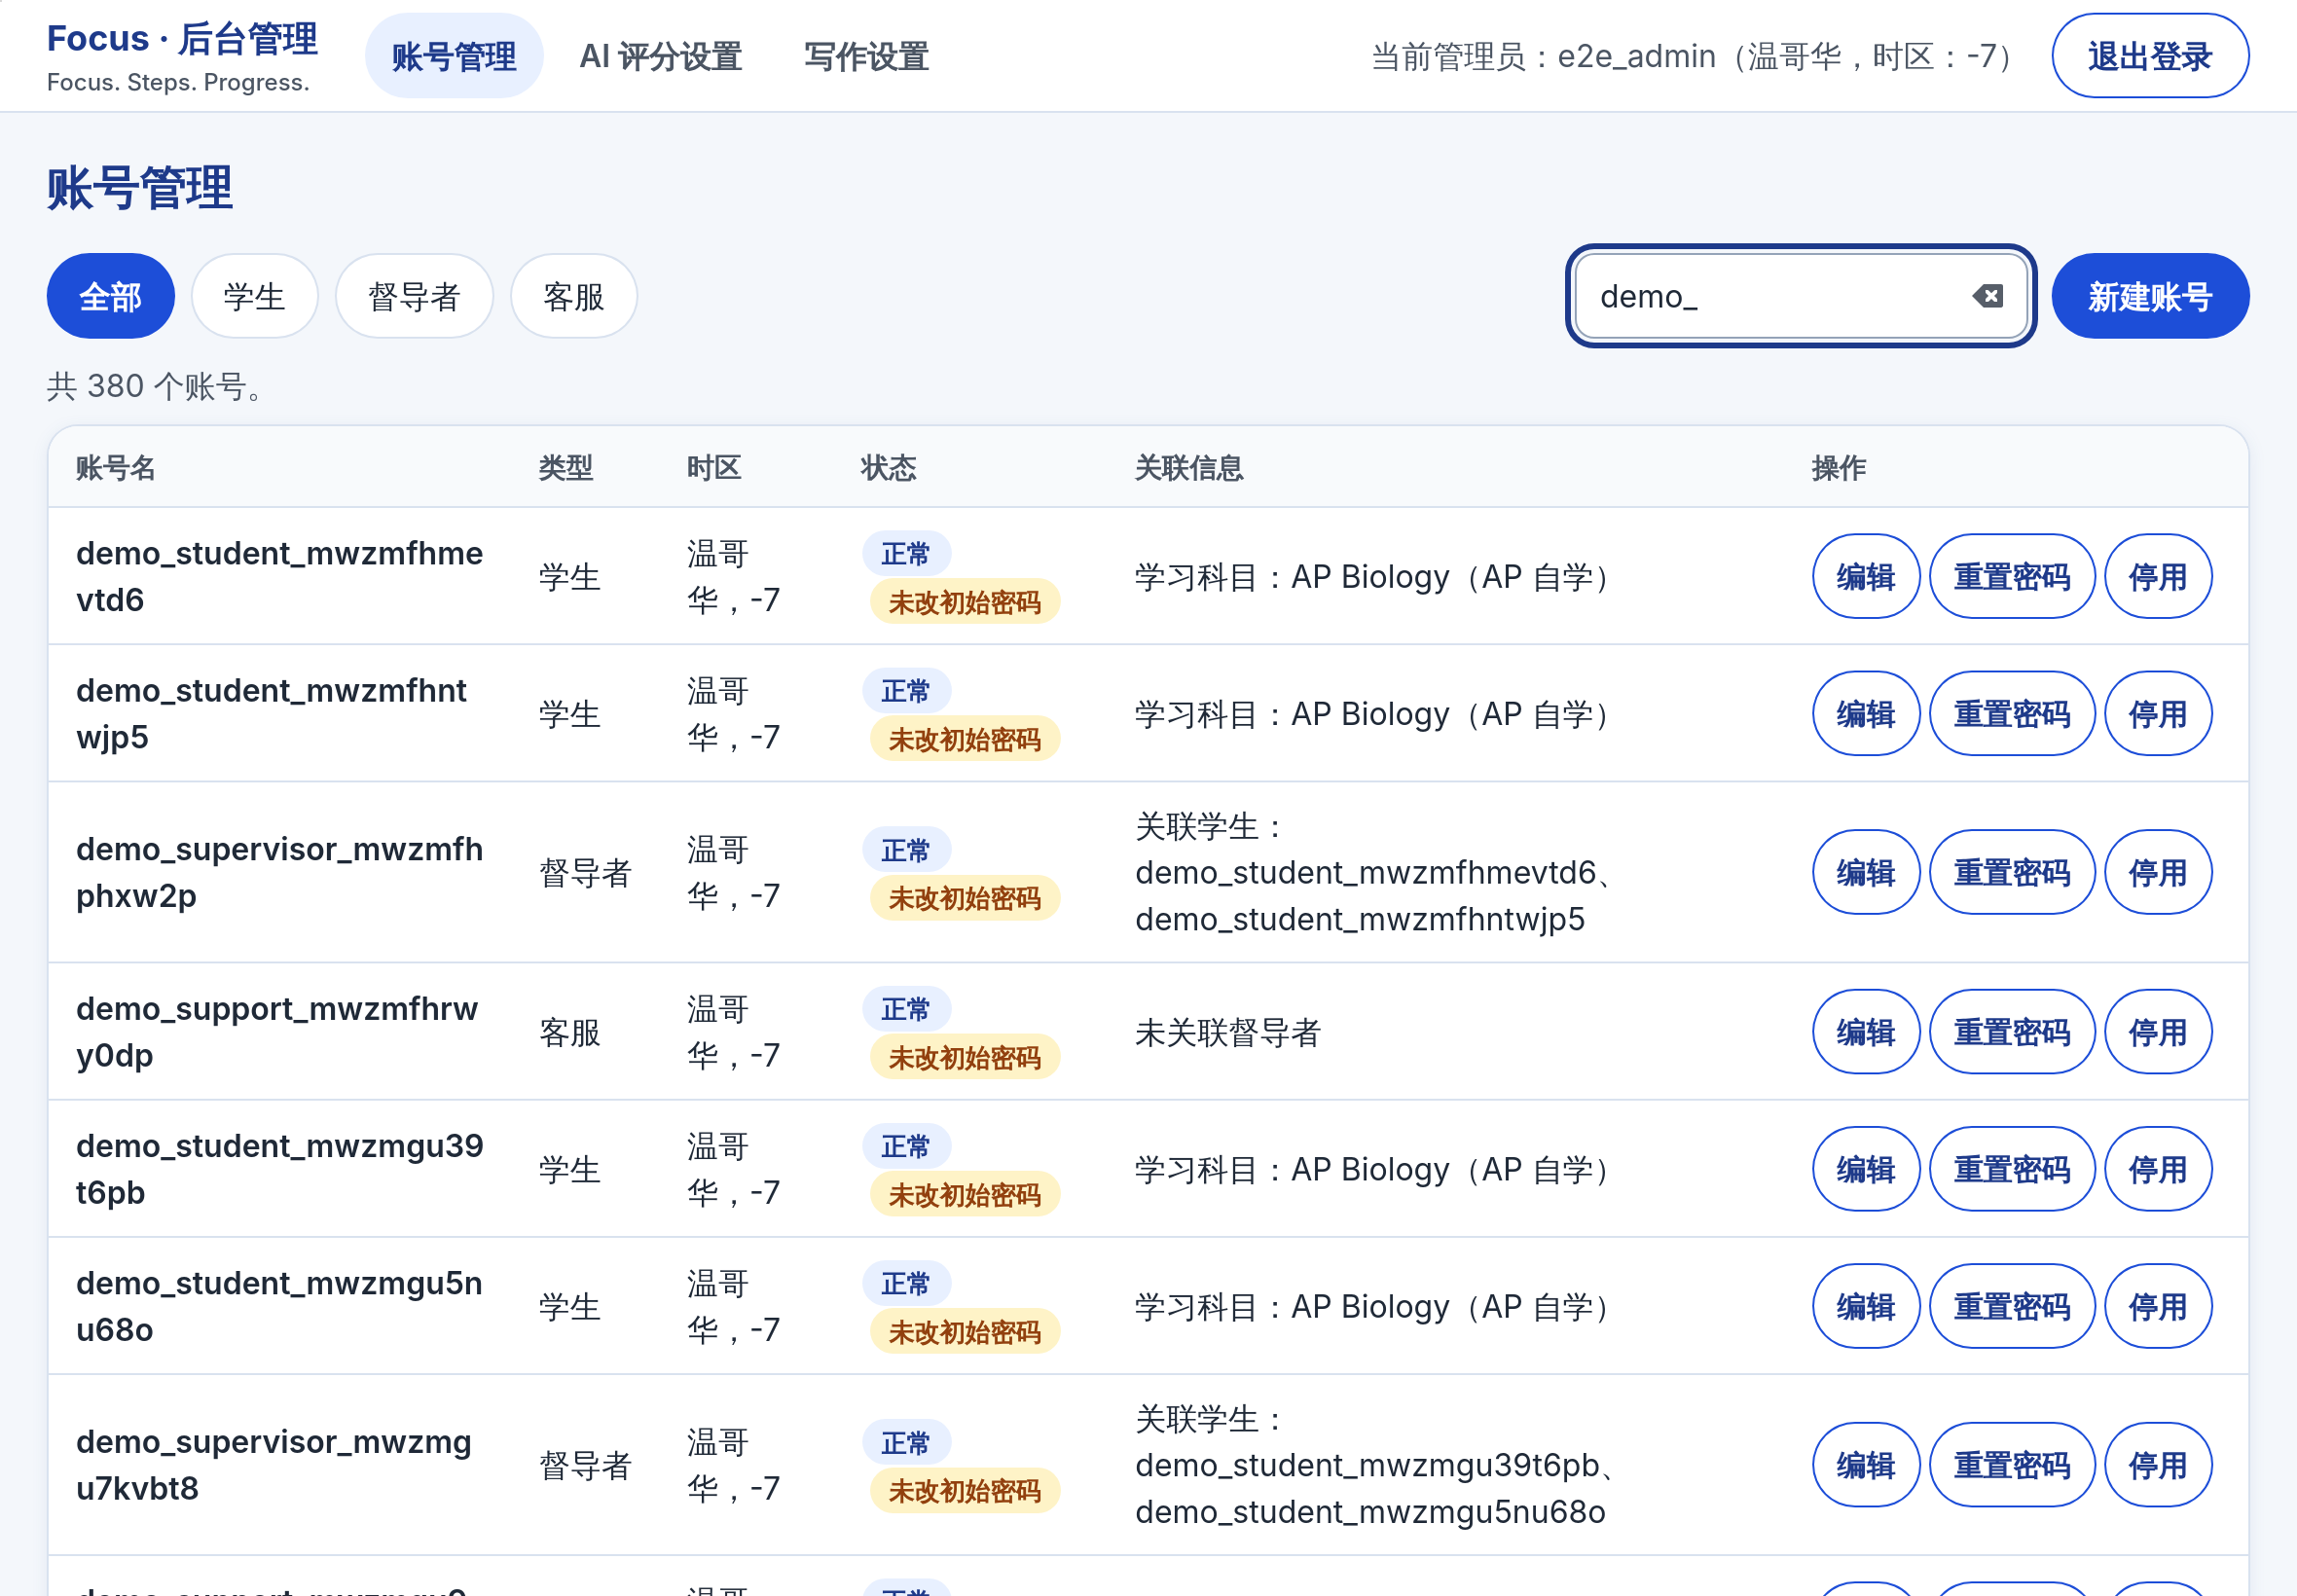 Focus · 后台管理
Focus. Steps. Progress.
账号管理
AI 评分设置
写作设置
当前管理员：e2e_admin（温哥华，时区：-7）
退出登录
账号管理
全部
学生
督导者
客服
demo_
新建账号
共 380 个账号。
账号名 类型 时区 状态 关联信息 操作
demo_student_mwzmfhme
vtd6
学生
温哥
华，-7
正常
未改初始密码
学习科目：AP Biology（AP 自学）
编辑 重置密码 停用
demo_student_mwzmfhnt
wjp5
学生
温哥
华，-7
正常
未改初始密码
学习科目：AP Biology（AP 自学）
编辑 重置密码 停用
demo_supervisor_mwzmfh
phxw2p
督导者
温哥
华，-7
正常
未改初始密码
关联学生：
demo_student_mwzmfhmevtd6、
demo_student_mwzmfhntwjp5
编辑 重置密码 停用
demo_support_mwzmfhrw
y0dp
客服
温哥
华，-7
正常
未改初始密码
未关联督导者
编辑 重置密码 停用
demo_student_mwzmgu39
t6pb
学生
温哥
华，-7
正常
未改初始密码
学习科目：AP Biology（AP 自学）
编辑 重置密码 停用
demo_student_mwzmgu5n
u68o
学生
温哥
华，-7
正常
未改初始密码
学习科目：AP Biology（AP 自学）
编辑 重置密码 停用
demo_supervisor_mwzmg
u7kvbt8
督导者
温哥
华，-7
正常
未改初始密码
关联学生：
demo_student_mwzmgu39t6pb、
demo_student_mwzmgu5nu68o
编辑 重置密码 停用